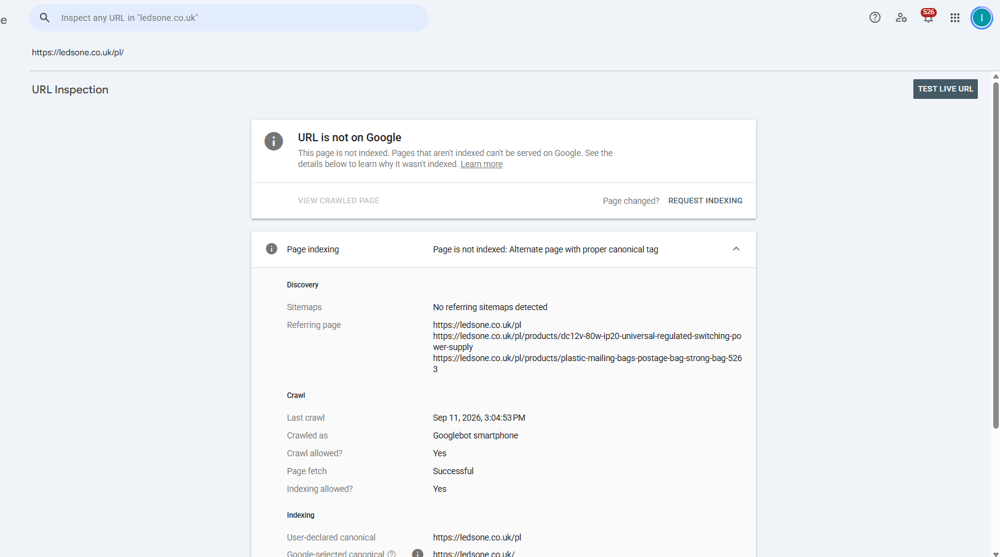 e
Inspect any URL in "ledsone.co.uk"
526
I
https://ledsone.co.uk/pl/
URL Inspection
TEST LIVE URL
URL is not on Google
This page is not indexed. Pages that aren't indexed can't be served on Google. See the
details below to learn why it wasn't indexed. Learn more
VIEW CRAWLED PAGE
Page changed? REQUEST INDEXING
Page indexing
Page is not indexed: Alternate page with proper canonical tag
Discovery
Sitemaps
No referring sitemaps detected
Referring page
https://ledsone.co.uk/pl
https://ledsone.co.uk/pl/products/dc12v-80w-ip20-universal-regulated-switching-po
wer-supply
https://ledsone.co.uk/pl/products/plastic-mailing-bags-postage-bag-strong-bag-526
3
Crawl
Last crawl
Sep 11, 2026, 3:04:53 PM
Crawled as
Googlebot smartphone
Crawl allowed?
Yes
Page fetch
Successful
Indexing allowed?
Yes
Indexing
User-declared canonical
https://ledsone.co.uk/pl
Google-selected canonical
https://ledsone.co.uk/